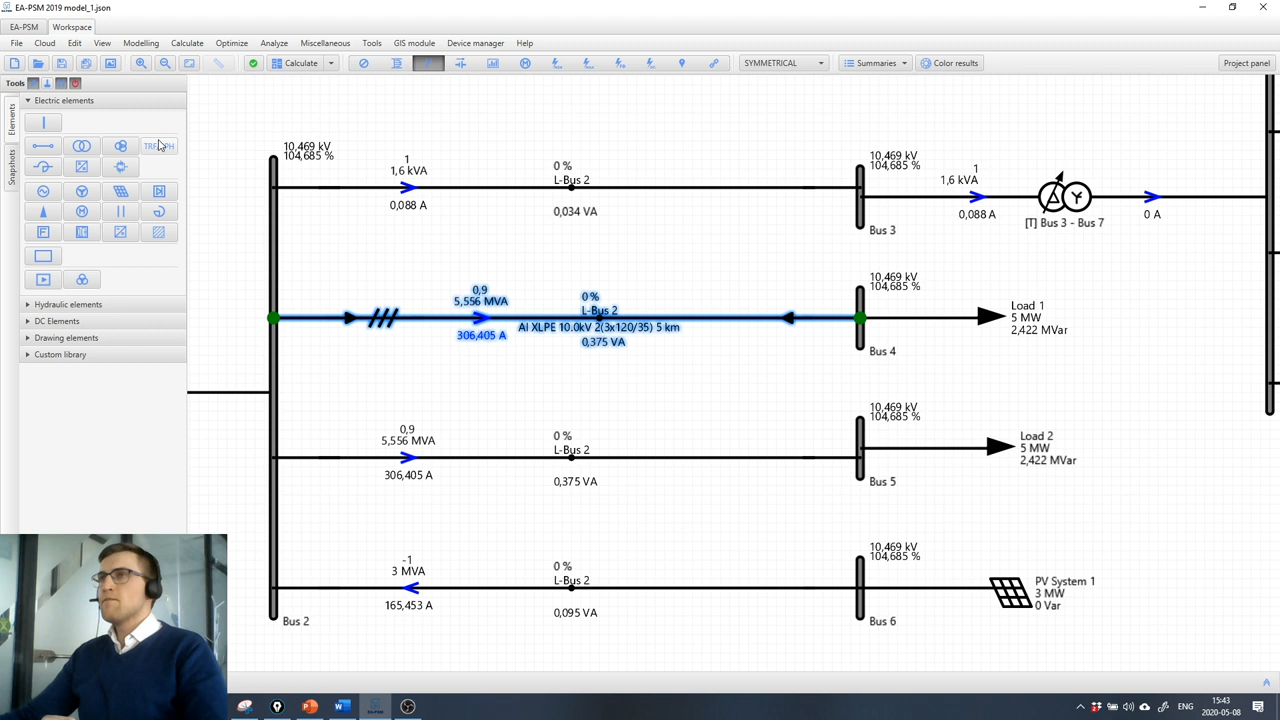 EA-PSM 2019 model_1.json
EA-PSM Workspace
File Cloud Edit View Modelling Calculate Optimize Analyze Miscellaneous Tools GIS module Device manager Help
Calculate SYMMETRICAL Summaries Color results Project panel
Tools
Elements
Snapshots
Electric elements
Hydraulic elements
DC Elements
Drawing elements
Custom library
10,469 kV
104,685 %
1
1,6 kVA
0,088 A
0 %
L-Bus 2
0,034 VA
10,469 kV
104,685 %
Bus 3
1
1,6 kVA
0,088 A
[T] Bus 3 - Bus 7
0 A
0,9
5,556 MVA
306,405 A
0 %
L-Bus 2
Al XLPE 10.0kV 2(3x120/35) 5 km
0,375 VA
10,469 kV
104,685 %
Bus 4
Load 1
5 MW
2,422 MVar
0,9
5,556 MVA
306,405 A
0 %
L-Bus 2
0,375 VA
10,469 kV
104,685 %
Bus 5
Load 2
5 MW
2,422 MVar
-1
3 MVA
165,453 A
0 %
L-Bus 2
0,095 VA
10,469 kV
104,685 %
Bus 6
PV System 1
3 MW
0 Var
Bus 2
ENG
15:43
2020-05-08